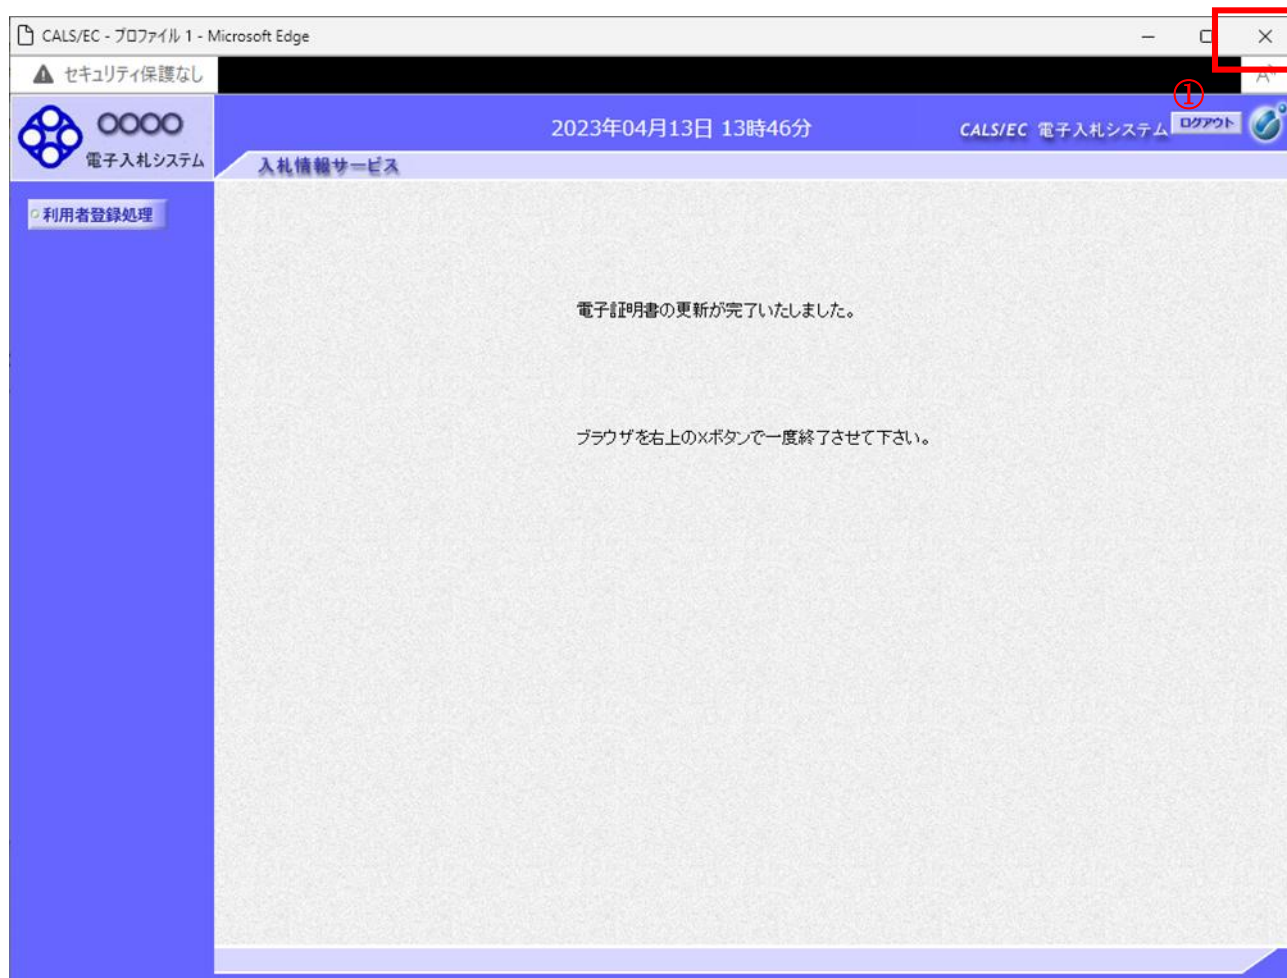 CALS/EC - プロファイル 1 - Microsoft Edge
セキュリティ保護なし
①
〇〇〇〇
電子入札システム
2023年04月13日 13時46分
CALS/EC 電子入札システム
ログアウト
入札情報サービス
利用者登録処理
電子証明書の更新が完了いたしました。
ブラウザを右上の×ボタンで一度終了させて下さい。